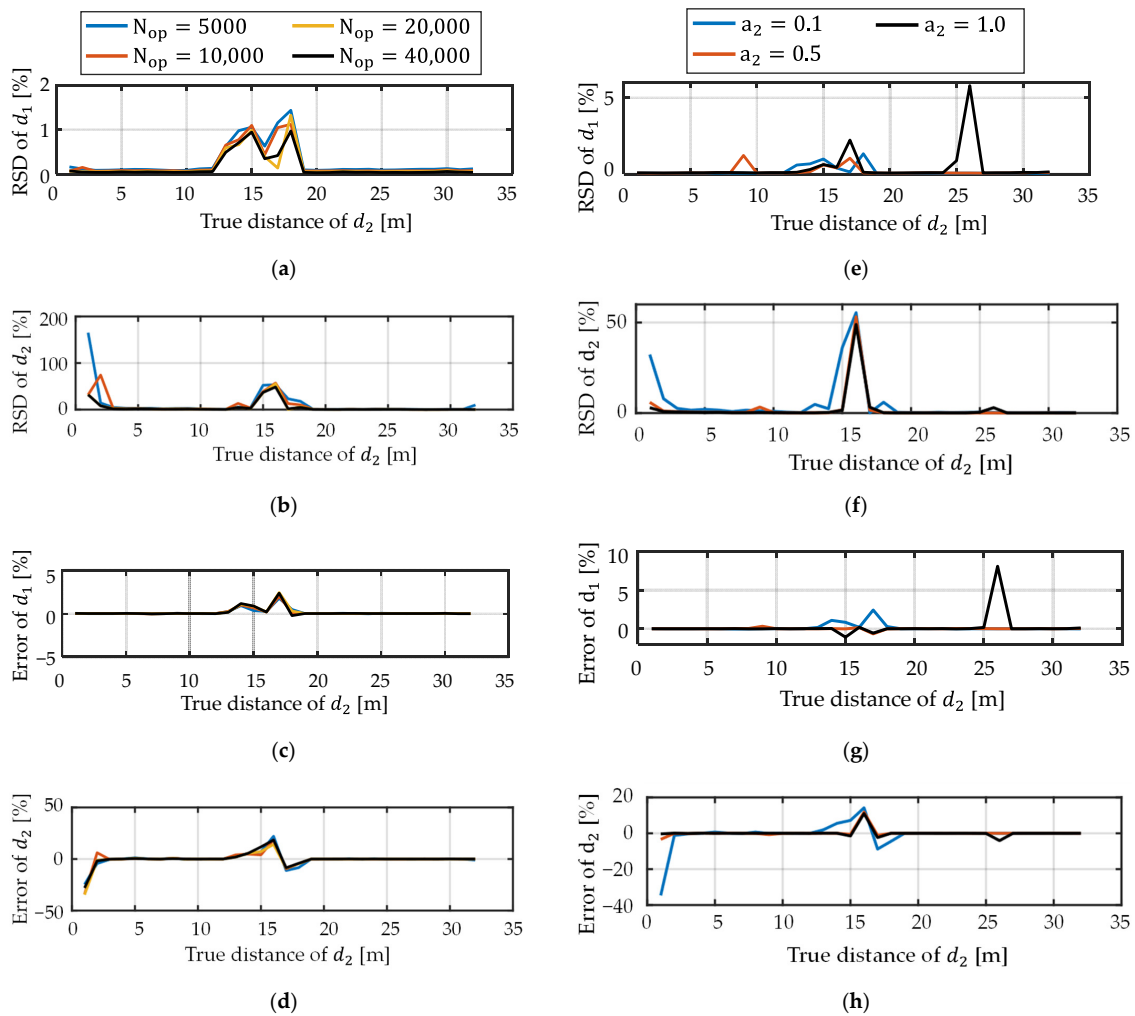 N_op = 5000
N_op = 20,000
N_op = 10,000
N_op = 40,000
RSD of d_1 [%]
2
1
0
0 5 10 15 20 25 30 35
True distance of d_2 [m]
(a)
RSD of d_2 [%]
200
100
0
0 5 10 15 20 25 30 35
True distance of d_2 [m]
(b)
Error of d_1 [%]
5
0
−5
0 5 10 15 20 25 30 35
True distance of d_2 [m]
(c)
Error of d_2 [%]
50
0
−50
0 5 10 15 20 25 30 35
True distance of d_2 [m]
(d)
a_2 = 0.1
a_2 = 1.0
a_2 = 0.5
RSD of d_1 [%]
5
0
0 5 10 15 20 25 30 35
True distance of d_2 [m]
(e)
RSD of d_2 [%]
50
0
0 5 10 15 20 25 30 35
True distance of d_2 [m]
(f)
Error of d_1 [%]
10
5
0
0 5 10 15 20 25 30 35
True distance of d_2 [m]
(g)
Error of d_2 [%]
20
0
−20
−40
0 5 10 15 20 25 30 35
True distance of d_2 [m]
(h)